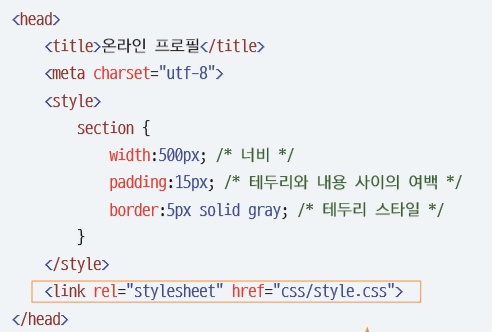 <head>
<title>온라인 프로필</title>
<meta charset="utf-8">
<style>
section {
width:500px; /* 너비 */
padding:15px; /* 테두리와 내용 사이의 여백 */
border:5px solid gray; /* 테두리 스타일 */
}
</style>
<link rel="stylesheet" href="css/style.css">
</head>